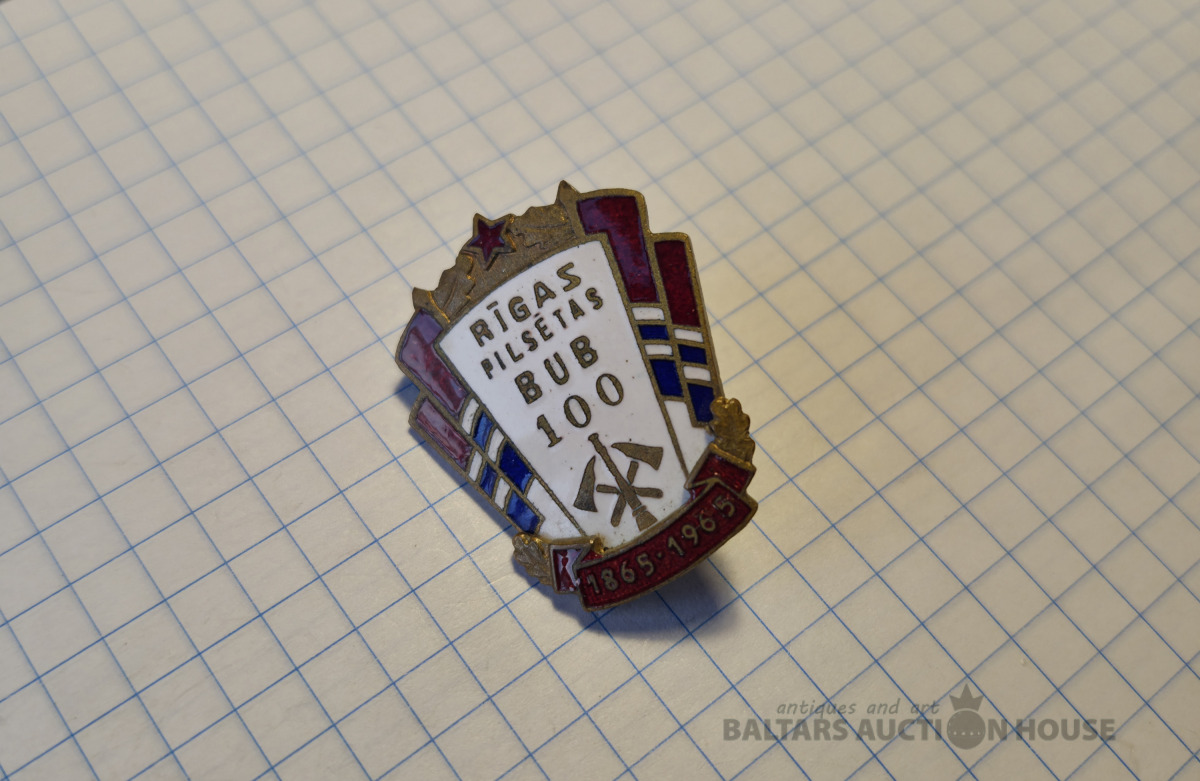 RĪGAS
PILSĒTAS
BUB
100
1865·1965
antiques and art
BALTARS AUCTION HOUSE